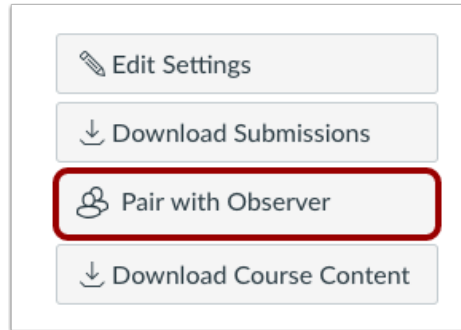 Edit Settings
Download Submissions
Pair with Observer
Download Course Content